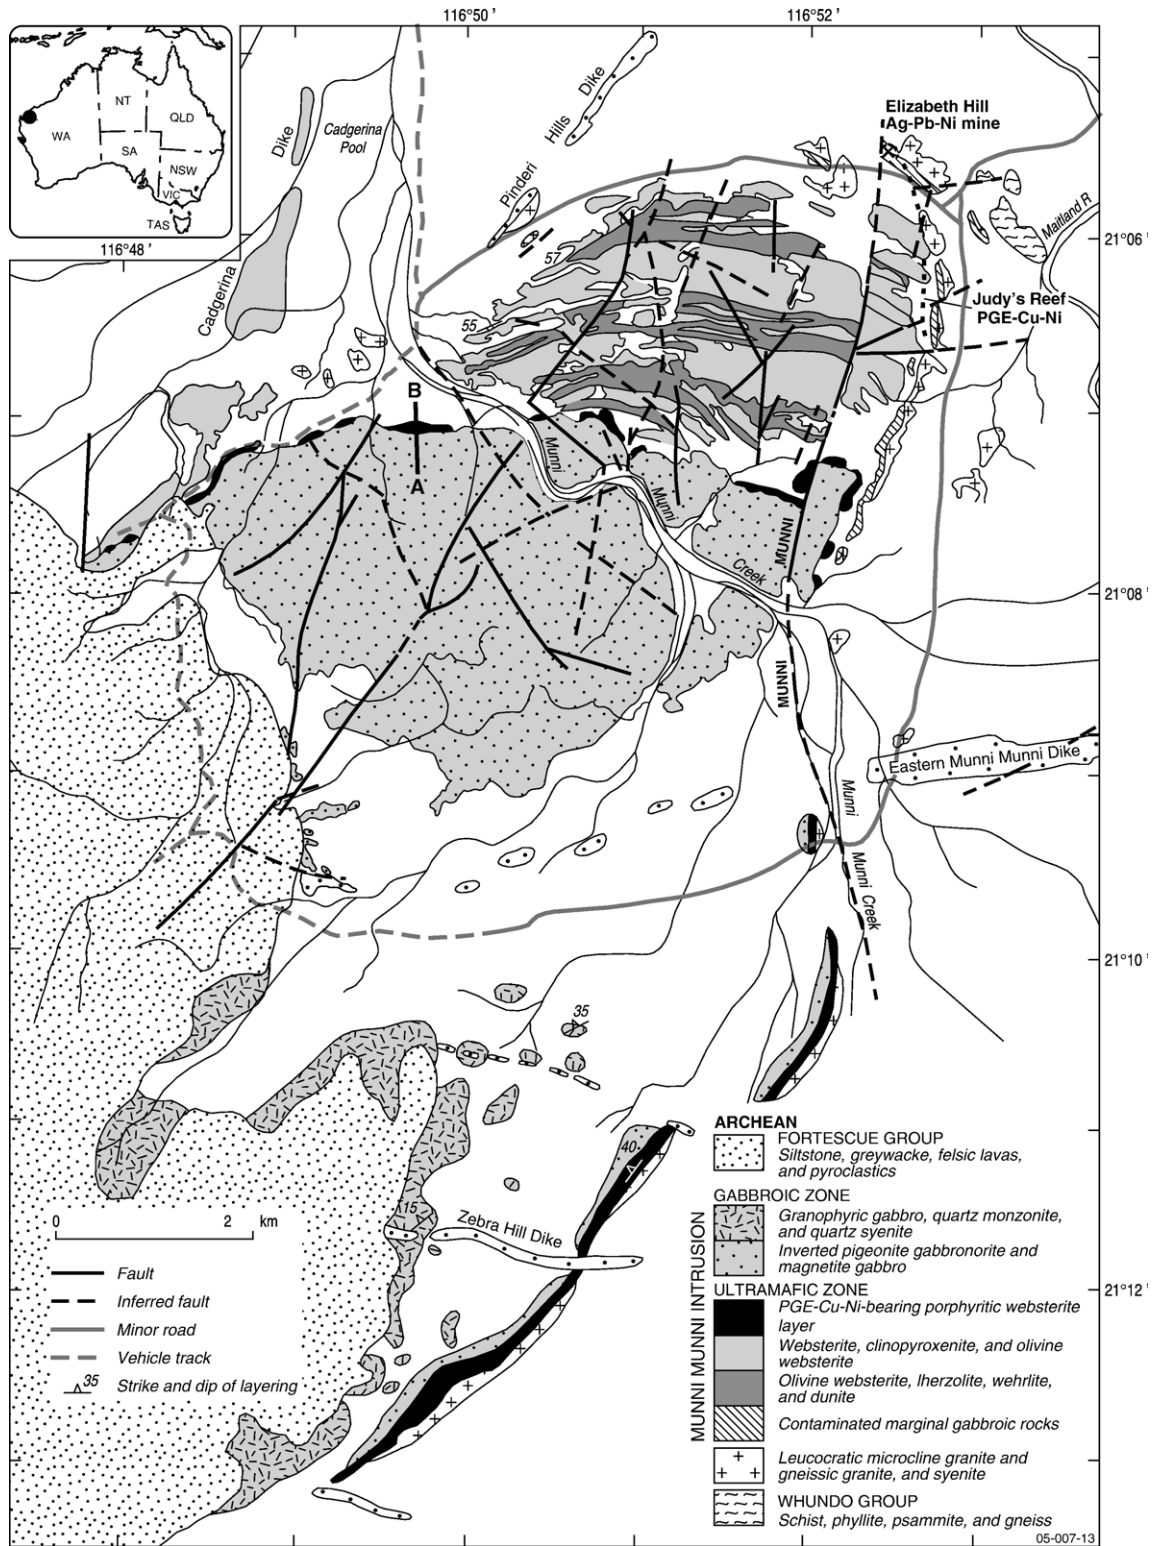 116°50'
116°52'
WA
NT
SA
QLD
NSW
VIC
TAS
116°48'
Dike
Cadgerina
Cadgerina
Pool
Pinderi
Hills
Dike
Elizabeth Hill
Ag-Pb-Ni mine
Maitland R
21°06'
57
55
Judy's Reef
PGE-Cu-Ni
B
A
Munni
Munni
Creek
MUNNI
MUNNI
21°08'
Eastern Munni Munni Dike
Munni
Munni
Creek
21°10'
35
40
15
Zebra Hill Dike
21°12'
0
2
km
Fault
Inferred fault
Minor road
Vehicle track
35
Strike and dip of layering
ARCHEAN
FORTESCUE GROUP
Siltstone, greywacke, felsic lavas,
and pyroclastics
MUNNI MUNNI INTRUSION
GABBROIC ZONE
Granophyric gabbro, quartz monzonite,
and quartz syenite
Inverted pigeonite gabbronorite and
magnetite gabbro
ULTRAMAFIC ZONE
PGE-Cu-Ni-bearing porphyritic websterite
layer
Websterite, clinopyroxenite, and olivine
websterite
Olivine websterite, lherzolite, wehrlite,
and dunite
Contaminated marginal gabbroic rocks
Leucocratic microcline granite and
gneissic granite, and syenite
WHUNDO GROUP
Schist, phyllite, psammite, and gneiss
05-007-13